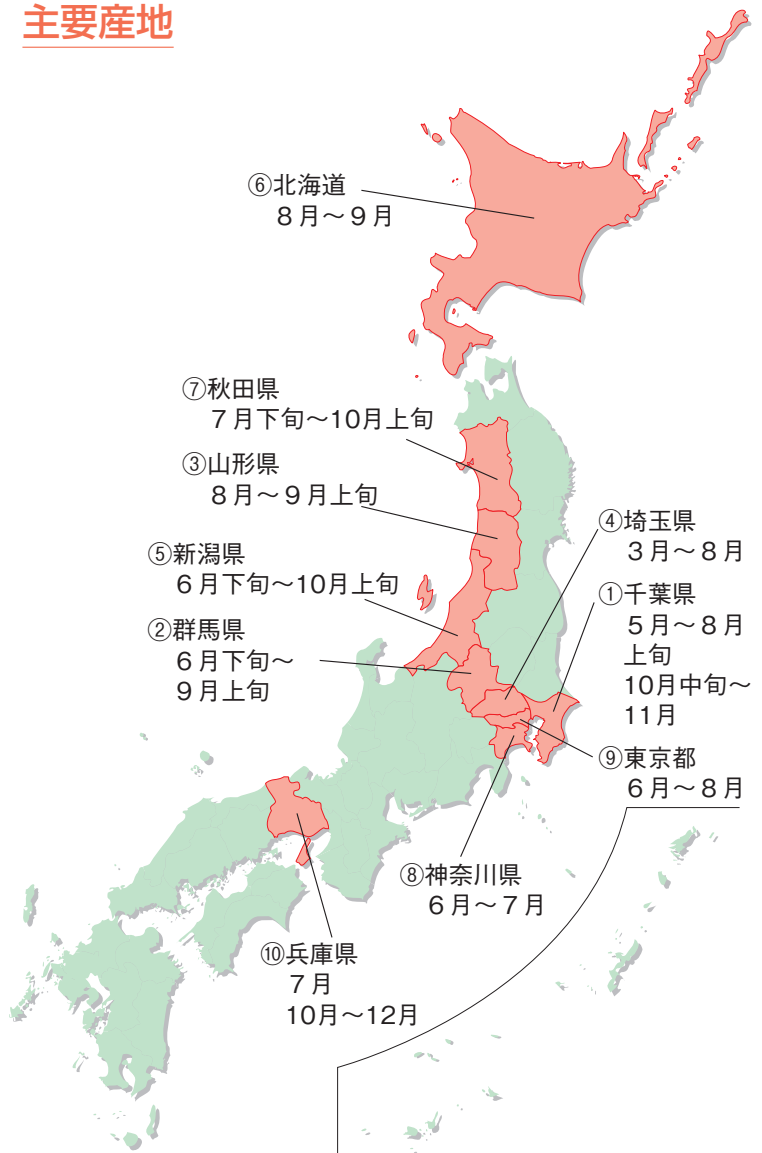 主要産地
⑥北海道
8月～9月
⑦秋田県
7月下旬～10月上旬
③山形県
8月～9月上旬
④埼玉県
3月～8月
⑤新潟県
6月下旬～10月上旬
①千葉県
5月～8月
上旬
10月中旬～
11月
②群馬県
6月下旬～
9月上旬
⑨東京都
6月～8月
⑧神奈川県
6月～7月
⑩兵庫県
7月
10月～12月